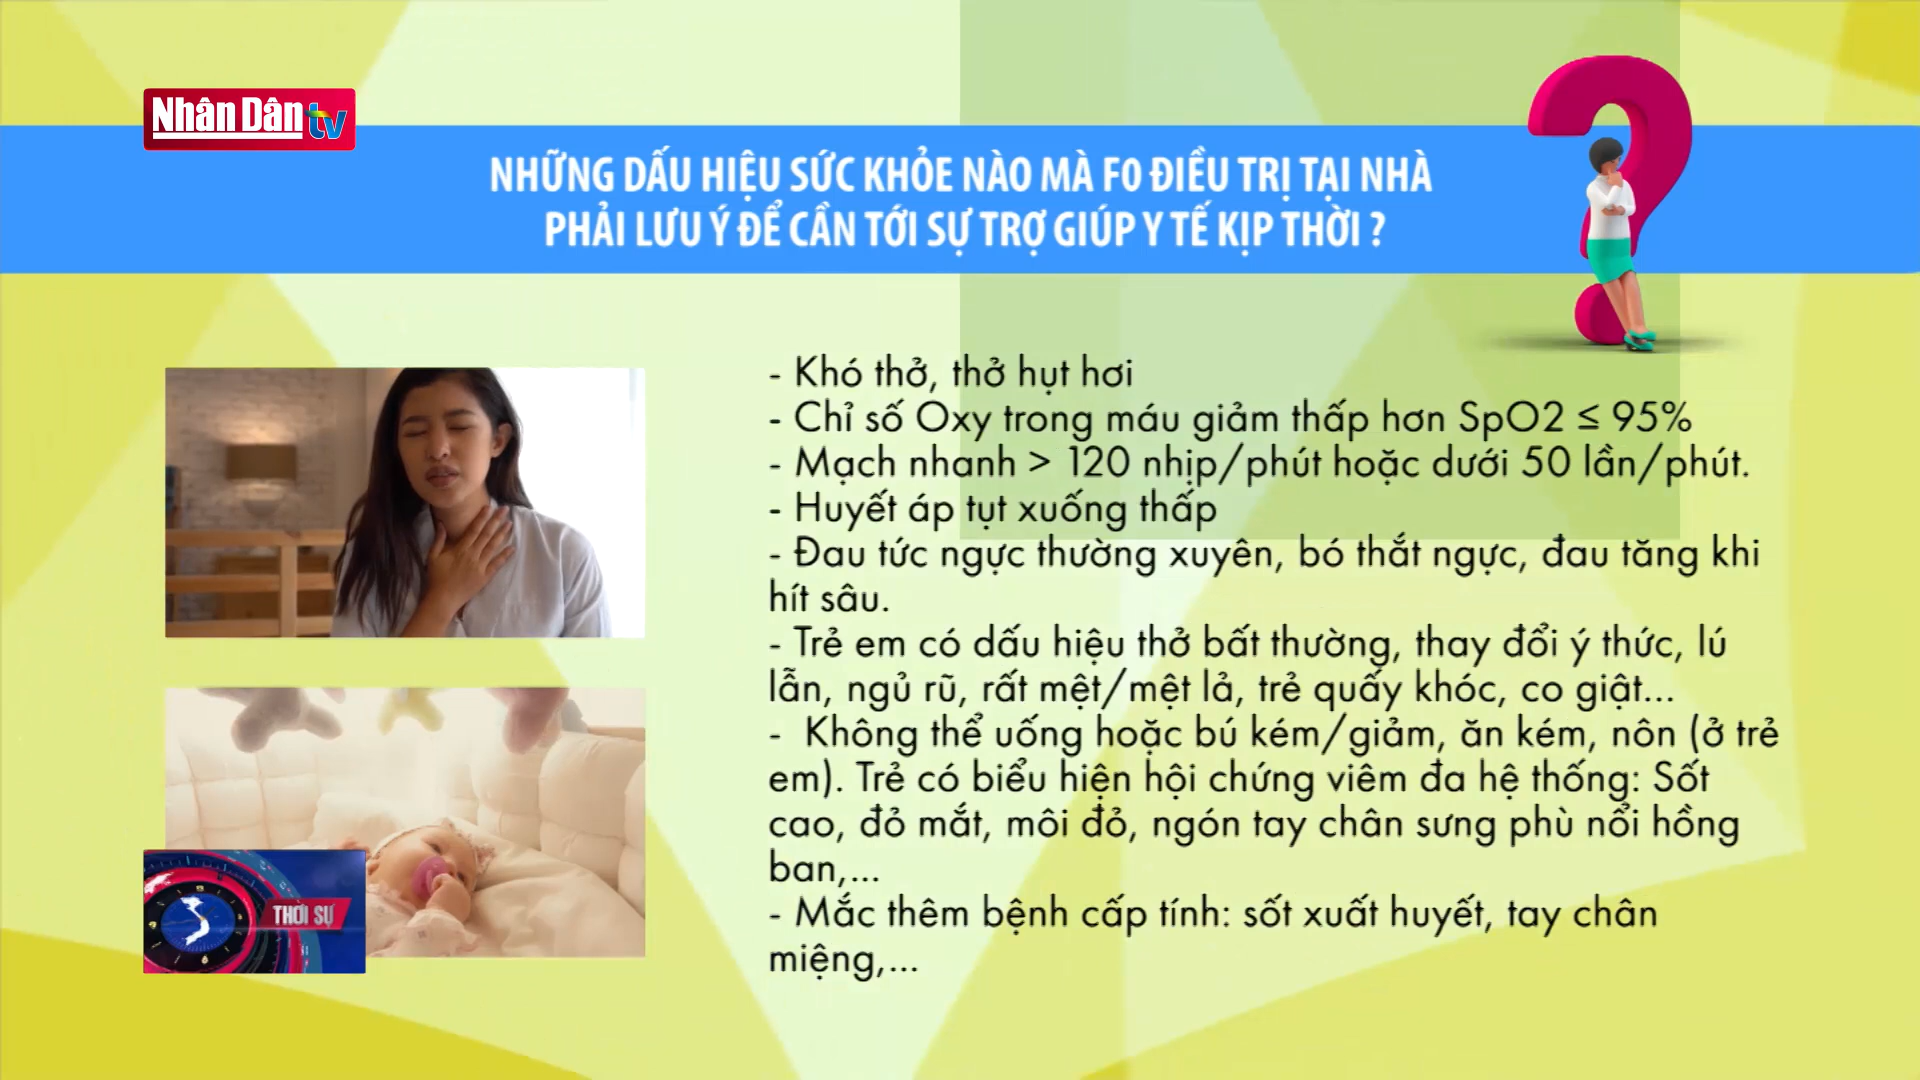 Nhân Dân tv
NHỮNG DẤU HIỆU SỨC KHỎE NÀO MÀ F0 ĐIỀU TRỊ TẠI NHÀ
PHẢI LƯU Ý ĐỂ CẦN TỚI SỰ TRỢ GIÚP Y TẾ KỊP THỜI ?
- Khó thở, thở hụt hơi
- Chỉ số Oxy trong máu giảm thấp hơn SpO2 ≤ 95%
- Mạch nhanh > 120 nhịp/phút hoặc dưới 50 lần/phút.
- Huyết áp tụt xuống thấp
- Đau tức ngực thường xuyên, bó thắt ngực, đau tăng khi
hít sâu.
- Trẻ em có dấu hiệu thở bất thường, thay đổi ý thức, lú
lẫn, ngủ rũ, rất mệt/mệt lả, trẻ quấy khóc, co giật...
- Không thể uống hoặc bú kém/giảm, ăn kém, nôn (ở trẻ
em). Trẻ có biểu hiện hội chứng viêm đa hệ thống: Sốt
cao, đỏ mắt, môi đỏ, ngón tay chân sưng phù nổi hồng
ban,...
- Mắc thêm bệnh cấp tính: sốt xuất huyết, tay chân
miệng,...
THỜI SỰ